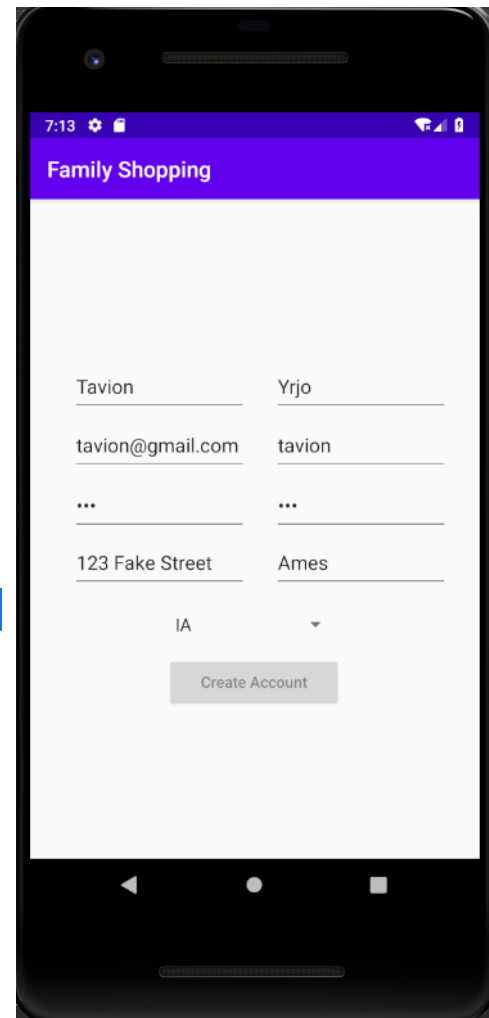 7:13
Family Shopping
Tavion Yrjo
tavion@gmail.com tavion
••• •••
123 Fake Street Ames
IA
Create Account